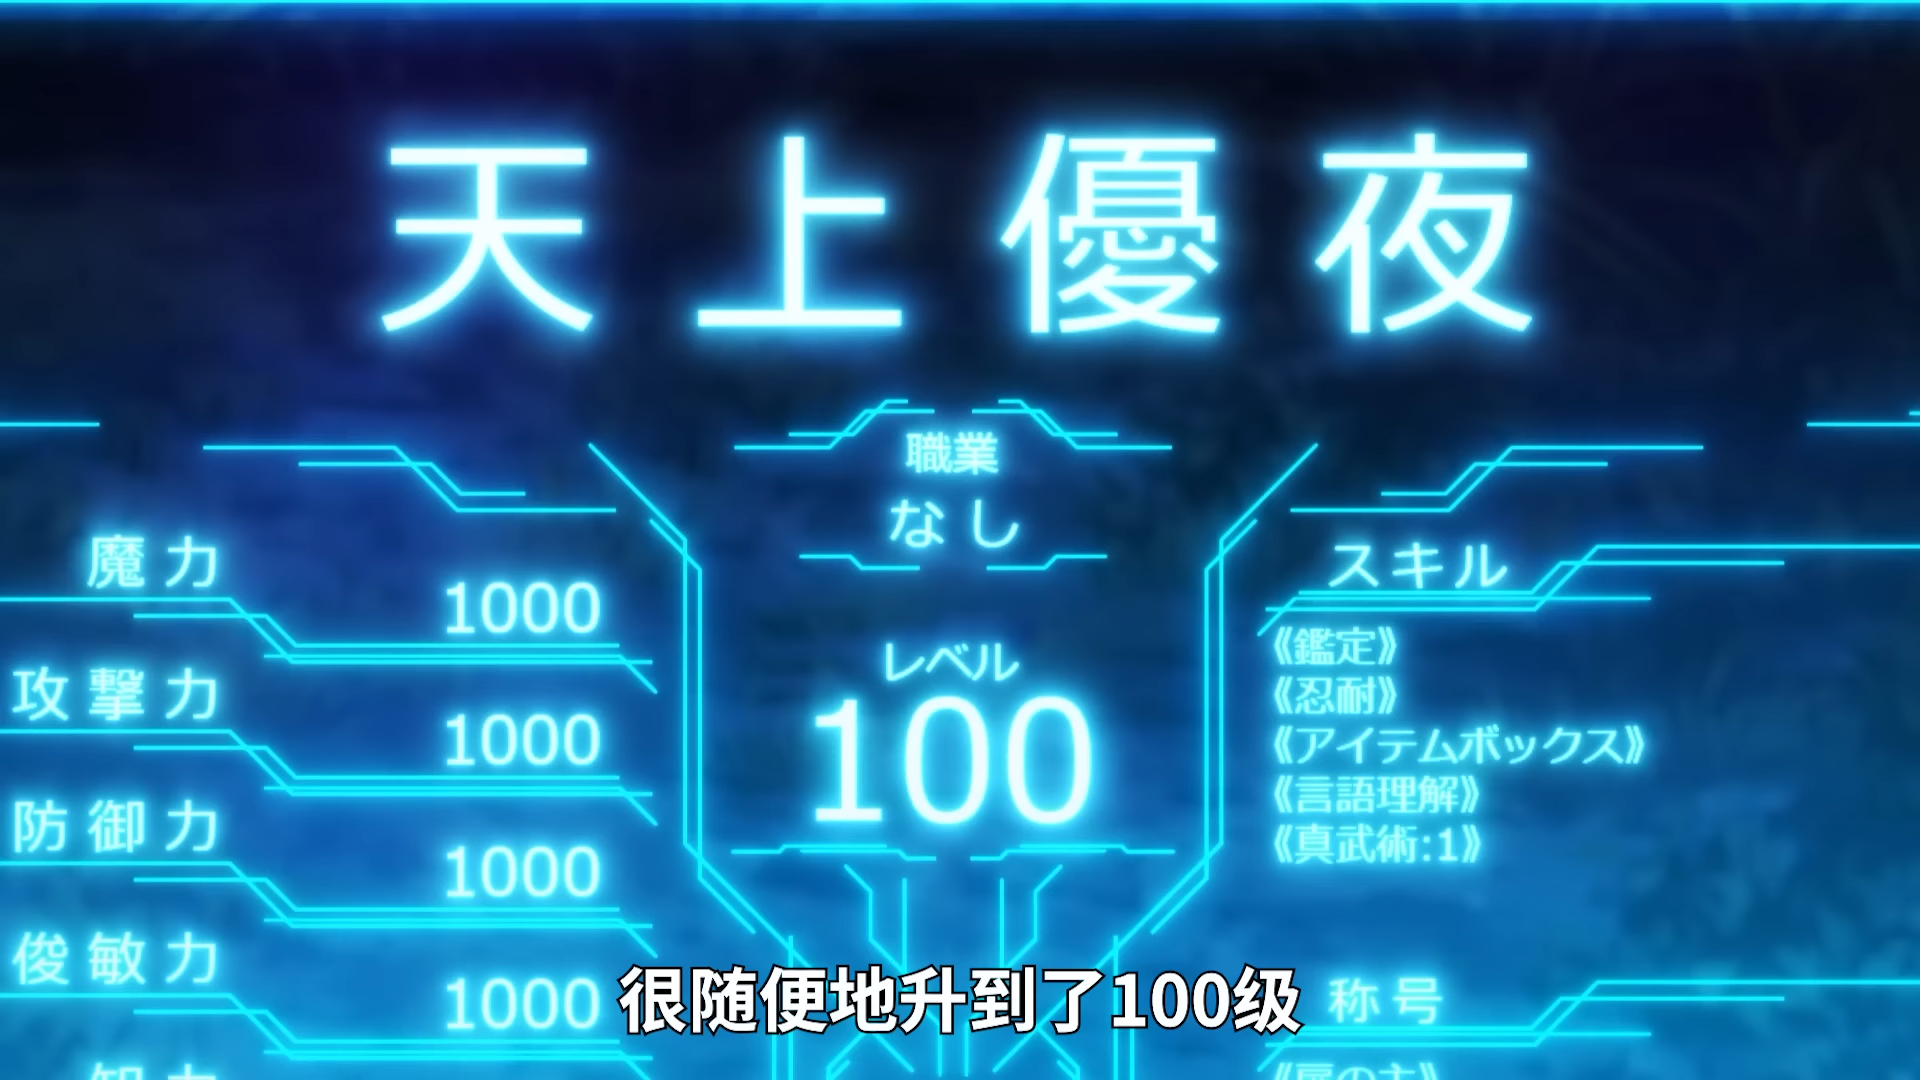 天上優夜
職業
なし
レベル
100
魔力
1000
攻撃力
1000
防御力
1000
俊敏力
1000
スキル
《鑑定》
《忍耐》
《アイテムボックス》
《言語理解》
《真武術:1》
称号
很随便地升到了100级